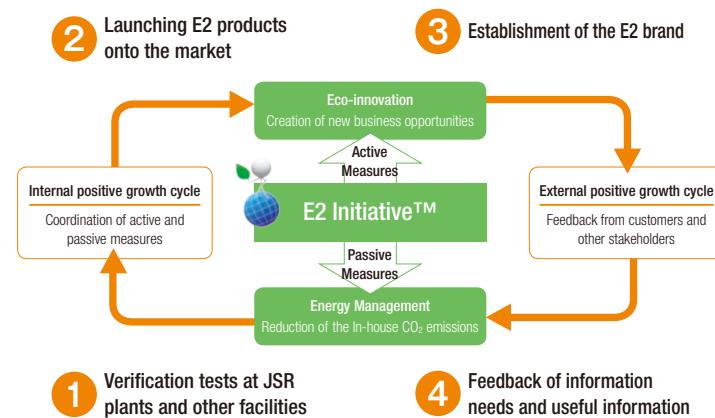 2
Launching E2 products
onto the market
3
Establishment of the E2 brand
Eco-innovation
Creation of new business opportunities
Active
Measures
Internal positive growth cycle
Coordination of active and
passive measures
E2 Initiative™
External positive growth cycle
Feedback from customers and
other stakeholders
Passive
Measures
Energy Management
Reduction of the In-house CO₂ emissions
1
Verification tests at JSR
plants and other facilities
4
Feedback of information
needs and useful information